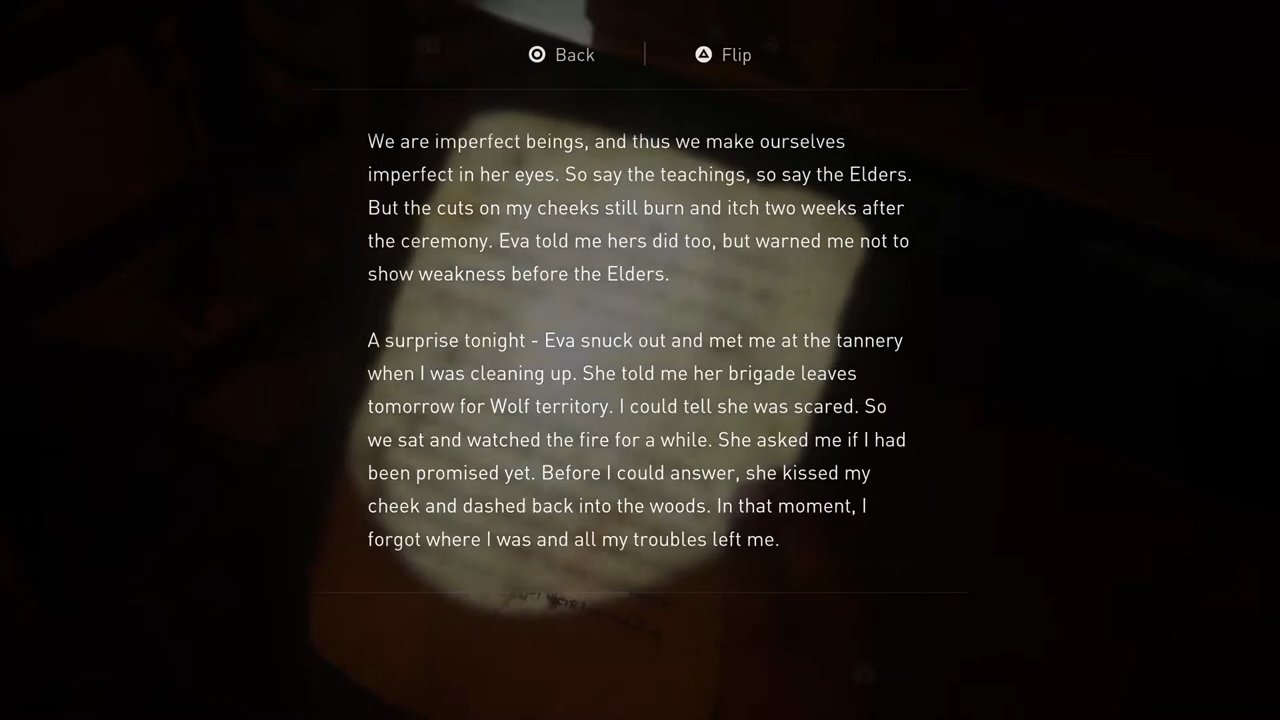 Back | Flip
We are imperfect beings, and thus we make ourselves
imperfect in her eyes. So say the teachings, so say the Elders.
But the cuts on my cheeks still burn and itch two weeks after
the ceremony. Eva told me hers did too, but warned me not to
show weakness before the Elders.
A surprise tonight - Eva snuck out and met me at the tannery
when I was cleaning up. She told me her brigade leaves
tomorrow for Wolf territory. I could tell she was scared. So
we sat and watched the fire for a while. She asked me if I had
been promised yet. Before I could answer, she kissed my
cheek and dashed back into the woods. In that moment, I
forgot where I was and all my troubles left me.